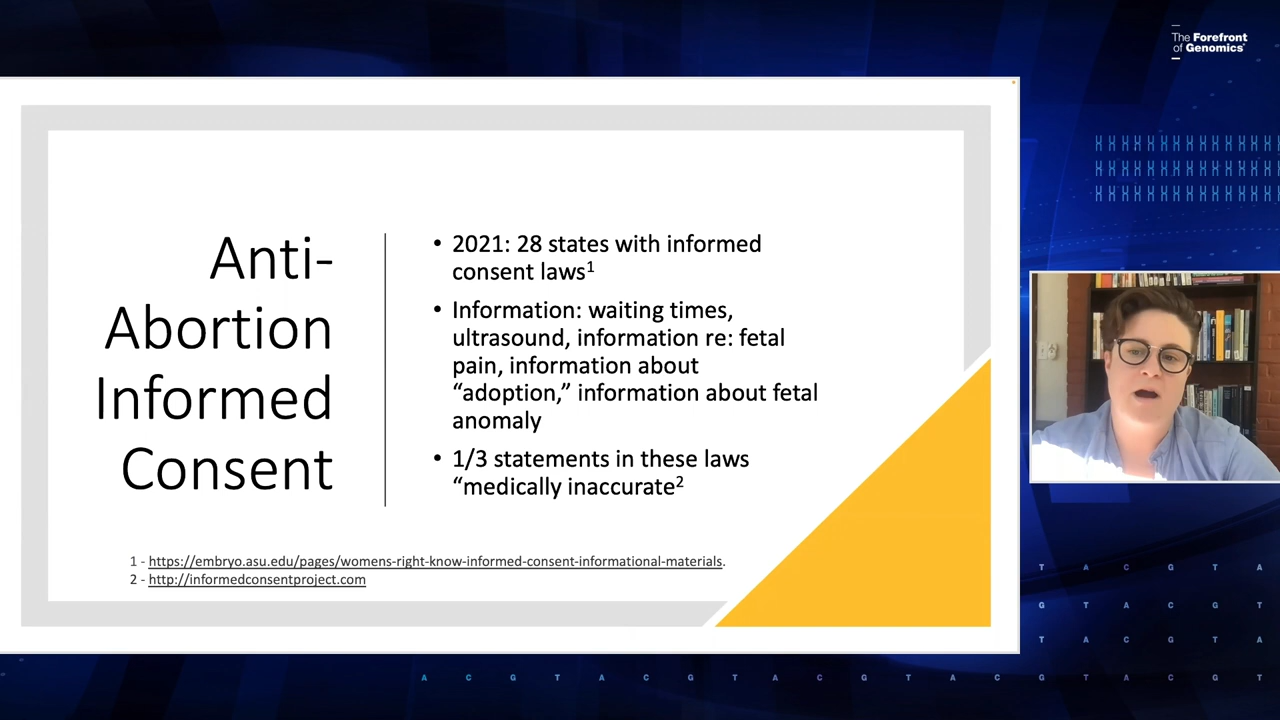 The Forefront
of Genomics®
Anti-
Abortion
Informed
Consent
• 2021: 28 states with informed
consent laws1
• Information: waiting times,
ultrasound, information re: fetal
pain, information about
“adoption,” information about fetal
anomaly
• 1/3 statements in these laws
“medically inaccurate2
1 - https://embryo.asu.edu/pages/womens-right-know-informed-consent-informational-materials.
2 - http://informedconsentproject.com
T A C G T A
G T A C G T
T A C G T A
A C G T A C G T A C G T A C G T A C G T